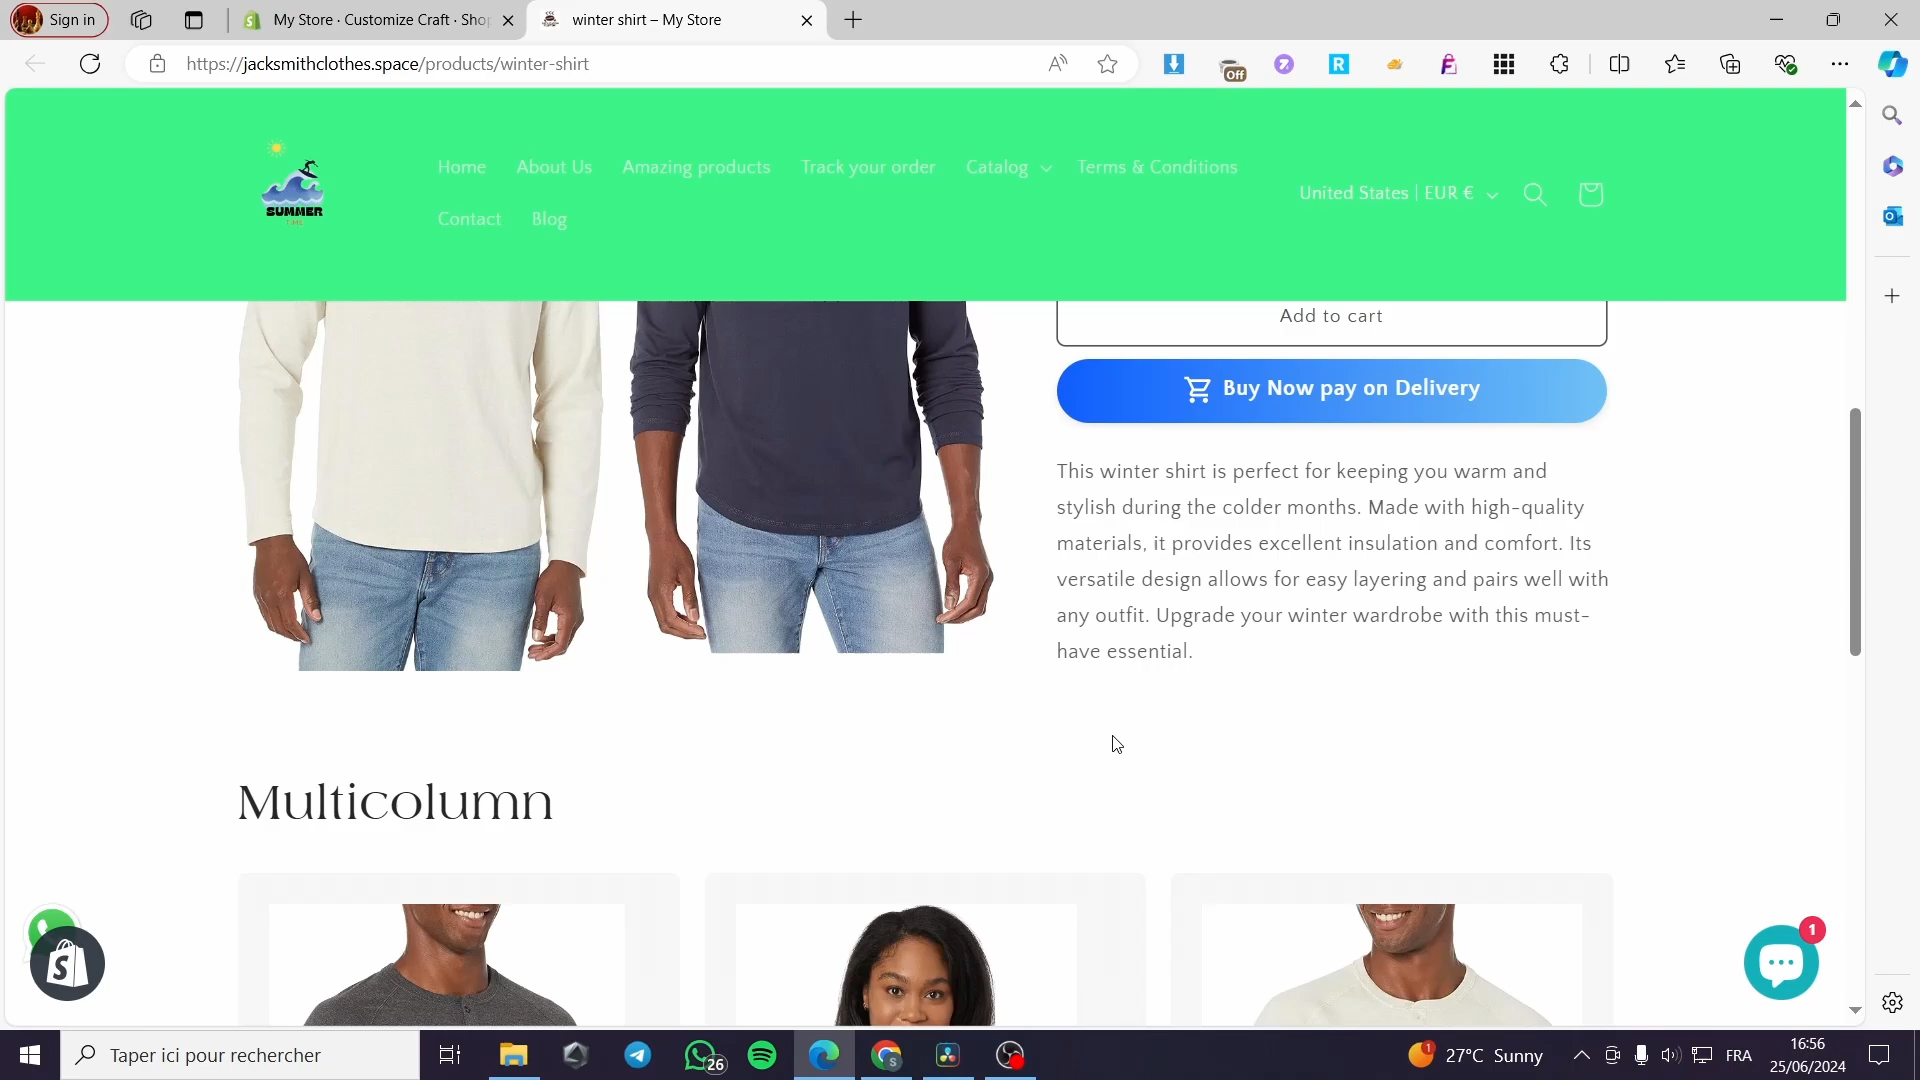 Sign in
My Store · Customize Craft · Shop
winter shirt – My Store
https://jacksmithclothes.space/products/winter-shirt
Off
SUMMER
TIME
Home About Us Amazing products Track your order Catalog Terms & Conditions
Contact Blog
United States | EUR €
Add to cart
Buy Now pay on Delivery
This winter shirt is perfect for keeping you warm and
stylish during the colder months. Made with high-quality
materials, it provides excellent insulation and comfort. Its
versatile design allows for easy layering and pairs well with
any outfit. Upgrade your winter wardrobe with this must-
have essential.
Multicolumn
1
Taper ici pour rechercher
26
1
27°C Sunny
FRA
16:56
25/06/2024